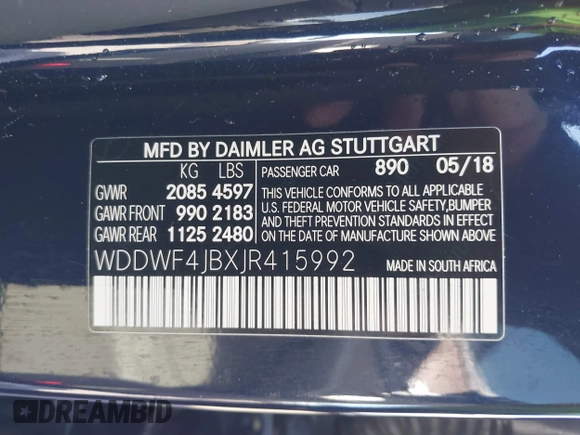 MFD BY DAIMLER AG STUTTGART
KG LBS
GVWR 2085 4597
GAWR FRONT 990 2183
GAWR REAR 1125 2480
PASSENGER CAR 890 05/18
THIS VEHICLE CONFORMS TO ALL APPLICABLE
U.S. FEDERAL MOTOR VEHICLE SAFETY,BUMPER
AND THEFT PREVENTION STANDARDS IN EFFECT
ON THE DATE OF MANUFACTURE SHOWN ABOVE.
WDDWF4JBXJR415992 MADE IN SOUTH AFRICA
DREAMBID